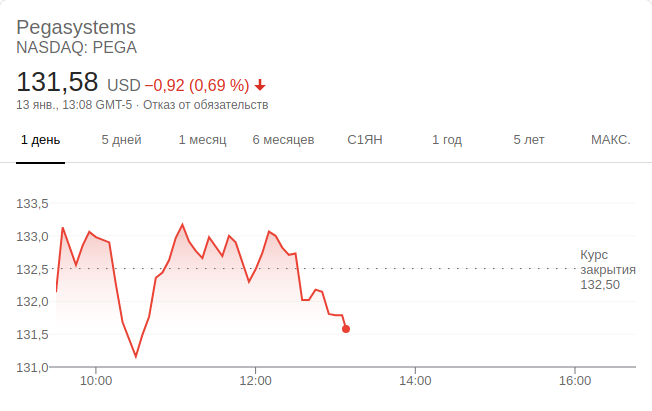 Pegasystems
NASDAQ: PEGA
131,58 USD −0,92 (0,69 %)
13 янв., 13:08 GMT-5 · Отказ от обязательств
1 день 5 дней 1 месяц 6 месяцев С1ЯН 1 год 5 лет МАКС.
133,5
133,0
132,5
132,0
131,5
131,0
Курс
закрытия
132,50
10:00 12:00 14:00 16:00